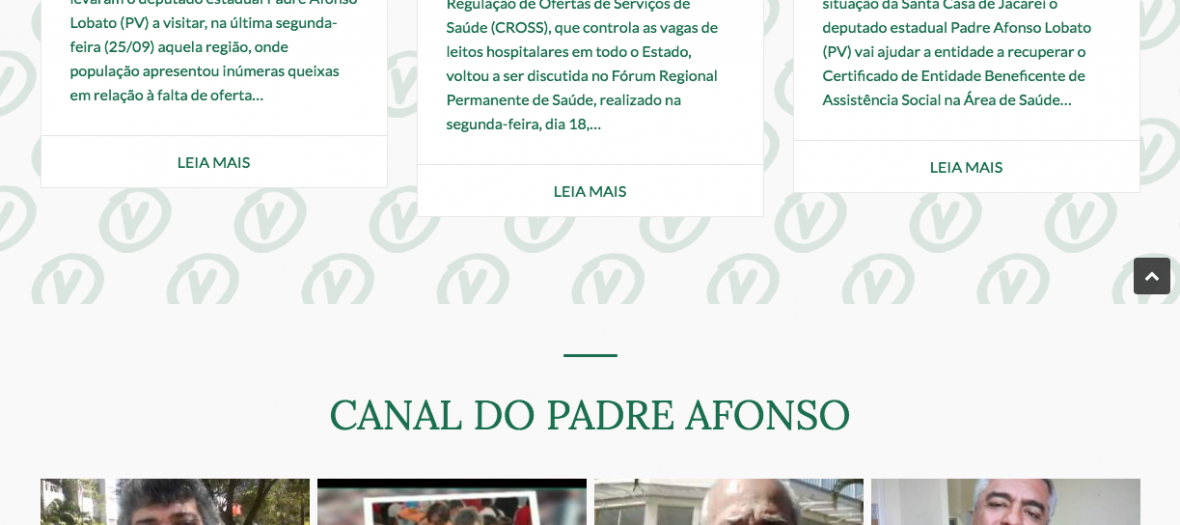 levaram o deputado estadual Padre Afonso
Lobato (PV) a visitar, na última segunda-
feira (25/09) aquela região, onde
população apresentou inúmeras queixas
em relação à falta de oferta...
LEIA MAIS
Regulação de Ofertas de Serviços de
Saúde (CROSS), que controla as vagas de
leitos hospitalares em todo o Estado,
voltou a ser discutida no Fórum Regional
Permanente de Saúde, realizado na
segunda-feira, dia 18,...
LEIA MAIS
situação da Santa Casa de Jacareí o
deputado estadual Padre Afonso Lobato
(PV) vai ajudar a entidade a recuperar o
Certificado de Entidade Beneficente de
Assistência Social na Área de Saúde...
LEIA MAIS
CANAL DO PADRE AFONSO